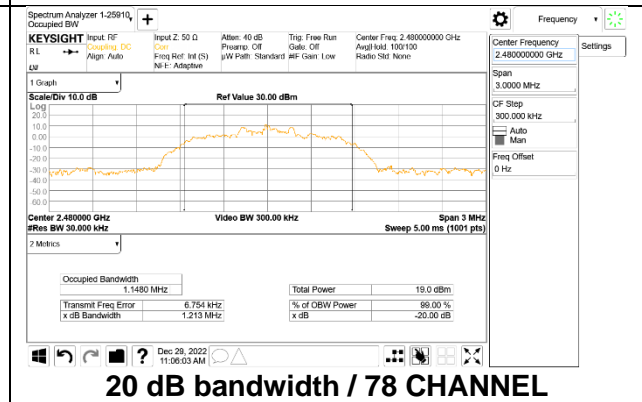 Spectrum Analyzer 1-25910,
Occupied BW
+
Frequency
KEYSIGHT
Input: RF
Input Z: 50 Ω
Atten: 40 dB
Trig: Free Run
Center Freq: 2.480000000 GHz
RL
Coupling: DC
Corr
Preamp: Off
Gate: Off
Avg|Hold: 100/100
Align: Auto
Freq Ref: Int (S)
µW Path: Standard
#IF Gain: Low
Radio Std: None
NFE: Adaptive
Center Frequency
2.480000000 GHz
Settings
Span
3.0000 MHz
CF Step
300.000 kHz
Auto
Man
Freq Offset
0 Hz
1 Graph
Scale/Div 10.0 dB
Ref Value 30.00 dBm
Log
20.0
10.0
0.00
-10.0
-20.0
-30.0
-40.0
-50.0
-60.0
Center 2.480000 GHz
Video BW 300.00 kHz
Span 3 MHz
#Res BW 30.000 kHz
Sweep 5.00 ms (1001 pts)
2 Metrics
Occupied Bandwidth
1.1480 MHz
Total Power 19.0 dBm
Transmit Freq Error 6.754 kHz
% of OBW Power 99.00 %
x dB Bandwidth 1.213 MHz
x dB -20.00 dB
?
Dec 29, 2022
11:06:03 AM
20 dB bandwidth / 78 CHANNEL